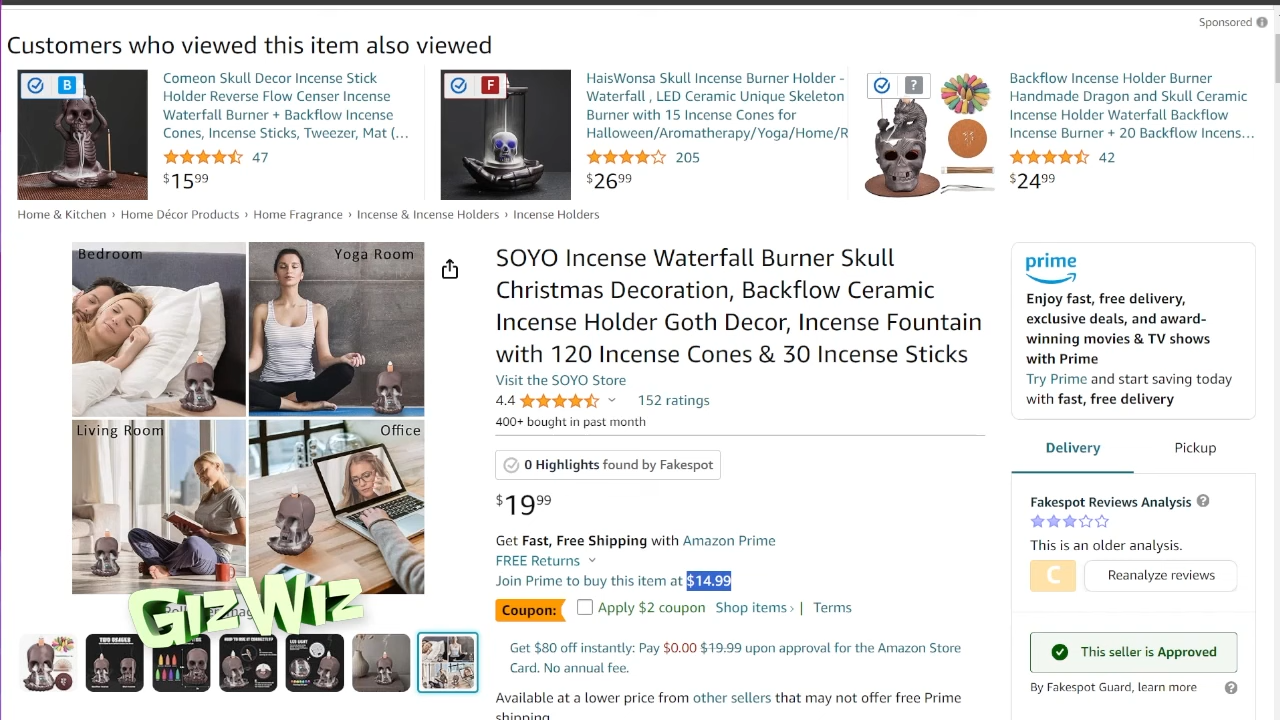 Sponsored
Customers who viewed this item also viewed
B
Comeon Skull Decor Incense Stick
Holder Reverse Flow Censer Incense
Waterfall Burner + Backflow Incense
Cones, Incense Sticks, Tweezer, Mat (…
47
$15.99
F
HaisWonsa Skull Incense Burner Holder -
Waterfall , LED Ceramic Unique Skeleton
Burner with 15 Incense Cones for
Halloween/Aromatherapy/Yoga/Home/R
205
$26.99
?
Backflow Incense Holder Burner
Handmade Dragon and Skull Ceramic
Incense Holder Waterfall Backflow
Incense Burner + 20 Backflow Incens…
42
$24.99
Home & Kitchen › Home Décor Products › Home Fragrance › Incense & Incense Holders › Incense Holders
Bedroom
Yoga Room
Living Room
Office
GizWiz
SOYO Incense Waterfall Burner Skull
Christmas Decoration, Backflow Ceramic
Incense Holder Goth Decor, Incense Fountain
with 120 Incense Cones & 30 Incense Sticks
Visit the SOYO Store
4.4 152 ratings
400+ bought in past month
0 Highlights found by Fakespot
$19.99
Get Fast, Free Shipping with Amazon Prime
FREE Returns
Join Prime to buy this item at $14.99
Coupon: Apply $2 coupon Shop items › | Terms
Get $80 off instantly: Pay $0.00 $19.99 upon approval for the Amazon Store
Card. No annual fee.
Available at a lower price from other sellers that may not offer free Prime
shipping.
prime
Enjoy fast, free delivery,
exclusive deals, and award-
winning movies & TV shows
with Prime
Try Prime and start saving today
with fast, free delivery
Delivery
Pickup
Fakespot Reviews Analysis ?
This is an older analysis.
C
Reanalyze reviews
This seller is Approved
By Fakespot Guard, learn more ?